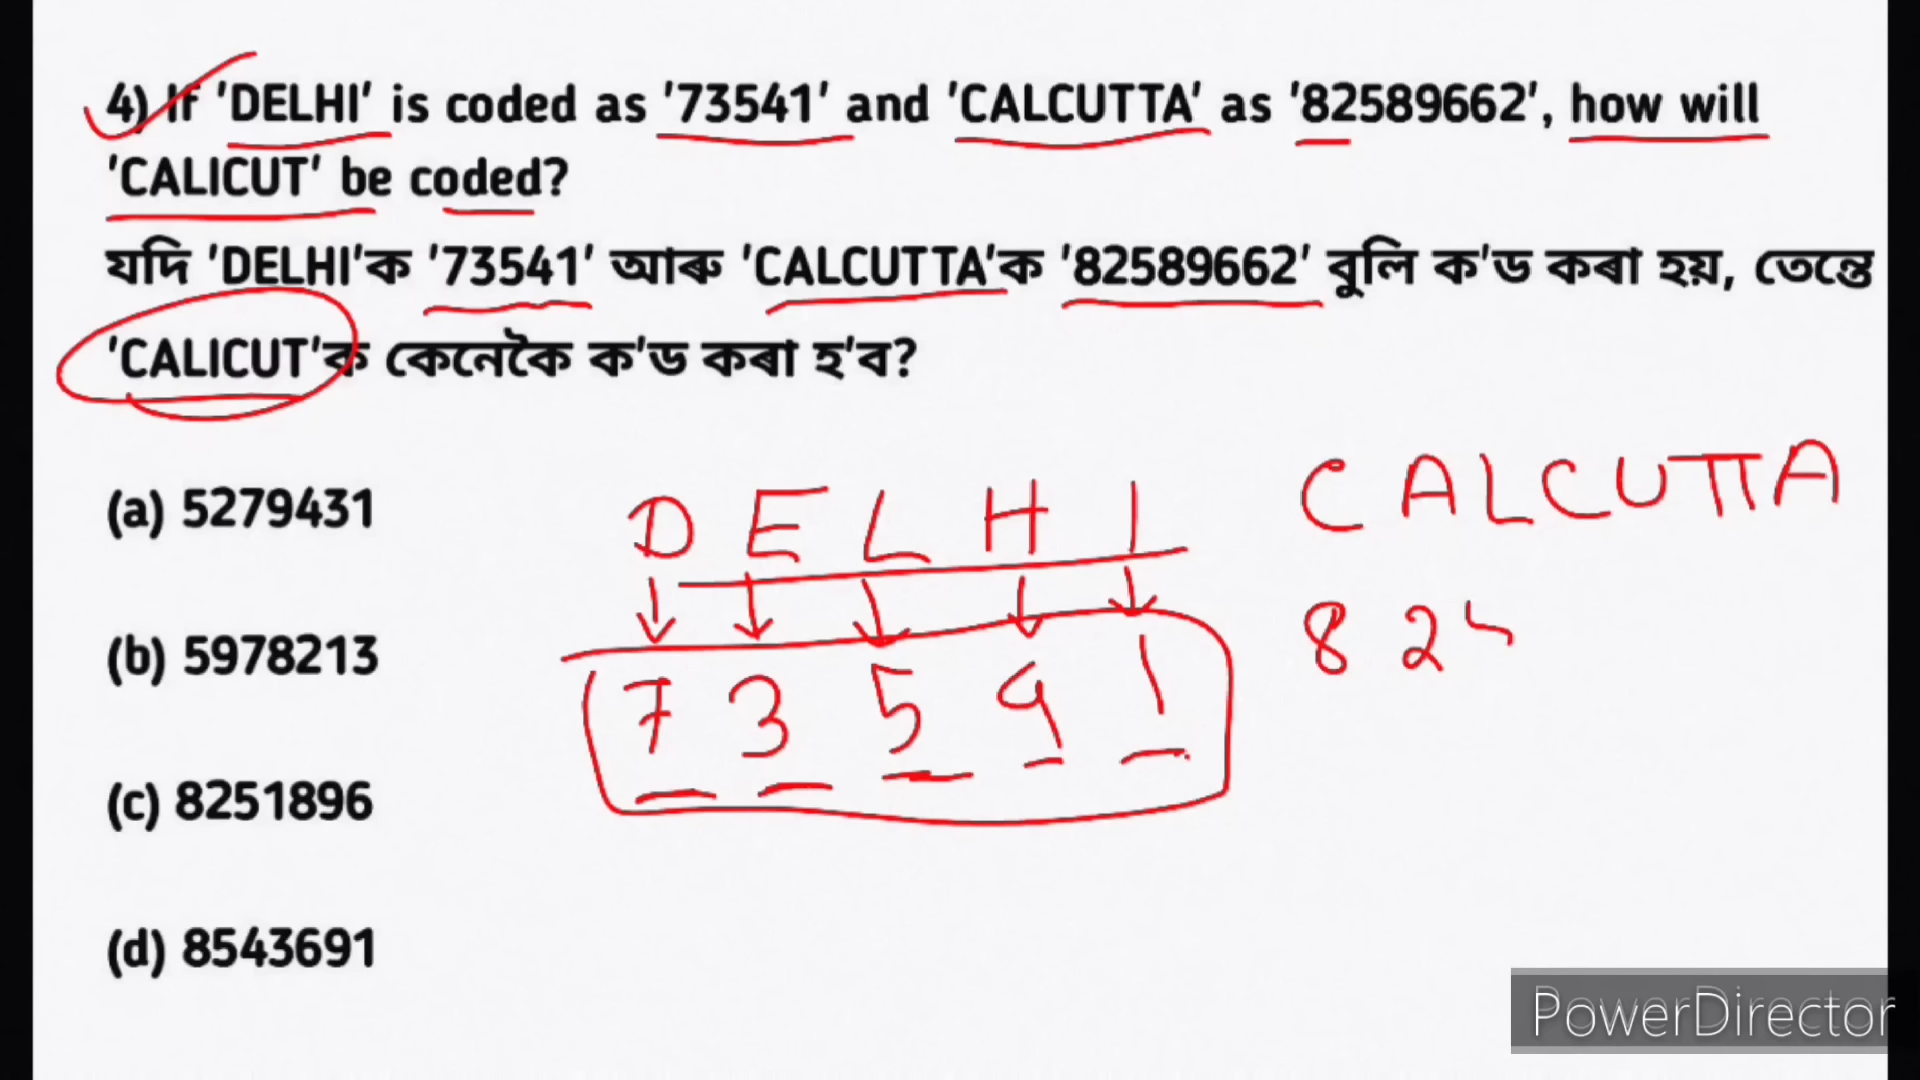 4) If 'DELHI' is coded as '73541' and 'CALCUTTA' as '82589662', how will
'CALICUT' be coded?
যদি 'DELHI'ক '73541' আৰু 'CALCUTTA'ক '82589662' বুলি ক'ড কৰা হয়, তেন্তে
'CALICUT'ক কেনেকৈ ক'ড কৰা হ'ব?
(a) 5279431
(b) 5978213
(c) 8251896
(d) 8543691
D E L H I
7 3 5 4 1
CALCUTTA
8 2
PowerDirector